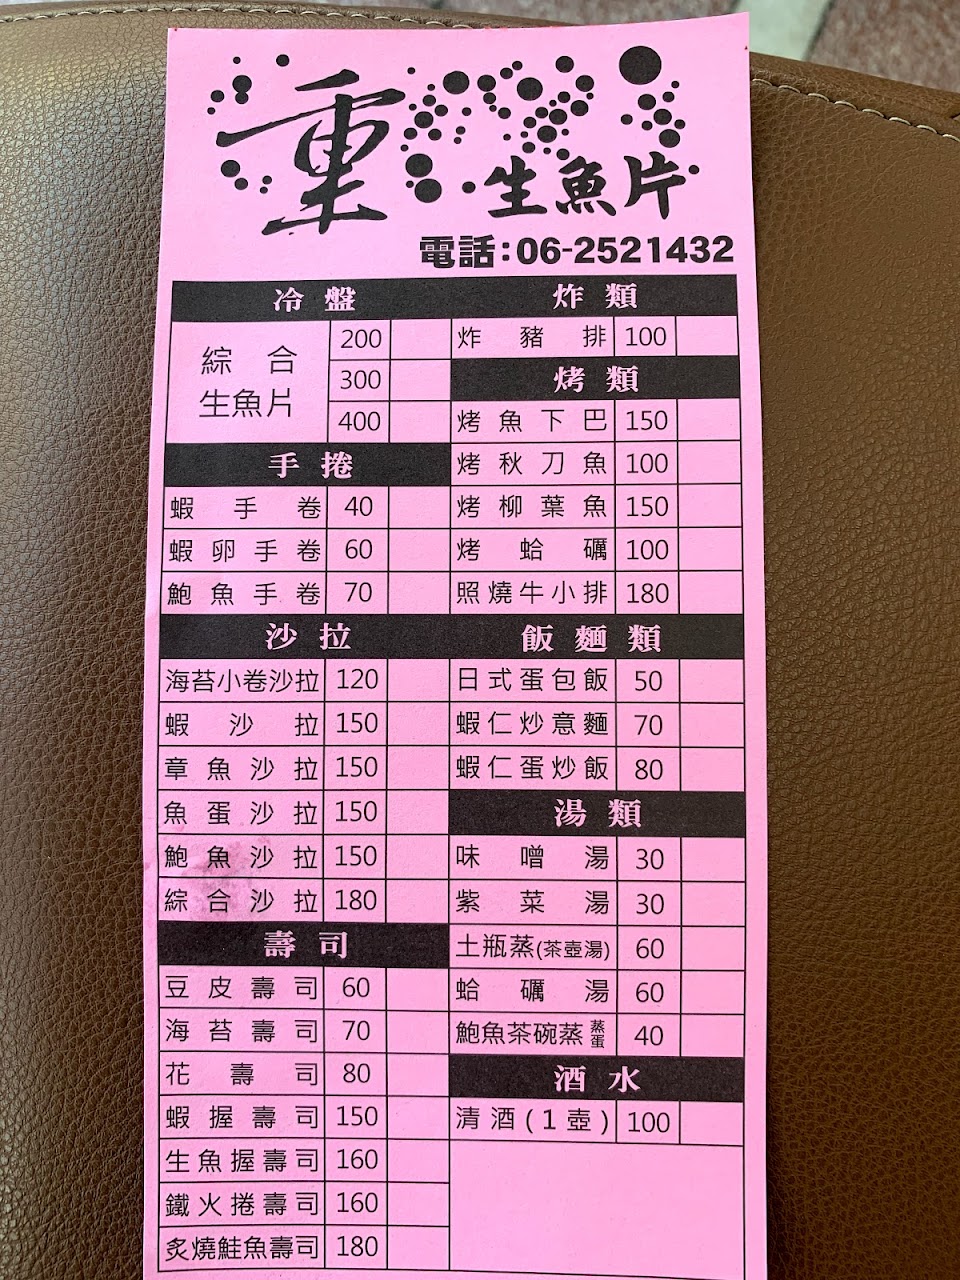 重
生魚片
電話:06-2521432
冷盤
綜合生魚片 200
300
400
手捲
蝦手卷 40
蝦卵手卷 60
鮑魚手卷 70
沙拉
海苔小卷沙拉 120
蝦沙拉 150
章魚沙拉 150
魚蛋沙拉 150
鮑魚沙拉 150
綜合沙拉 180
壽司
豆皮壽司 60
海苔壽司 70
花壽司 80
蝦握壽司 150
生魚握壽司 160
鐵火捲壽司 160
炙燒鮭魚壽司 180
炸類
炸豬排 100
烤類
烤魚下巴 150
烤秋刀魚 100
烤柳葉魚 150
烤蛤礪 100
照燒牛小排 180
飯麵類
日式蛋包飯 50
蝦仁炒意麵 70
蝦仁蛋炒飯 80
湯類
味噌湯 30
紫菜湯 30
土瓶蒸(茶壺湯) 60
蛤礪湯 60
鮑魚茶碗蒸蒸蛋 40
酒水
清酒(1壺) 100